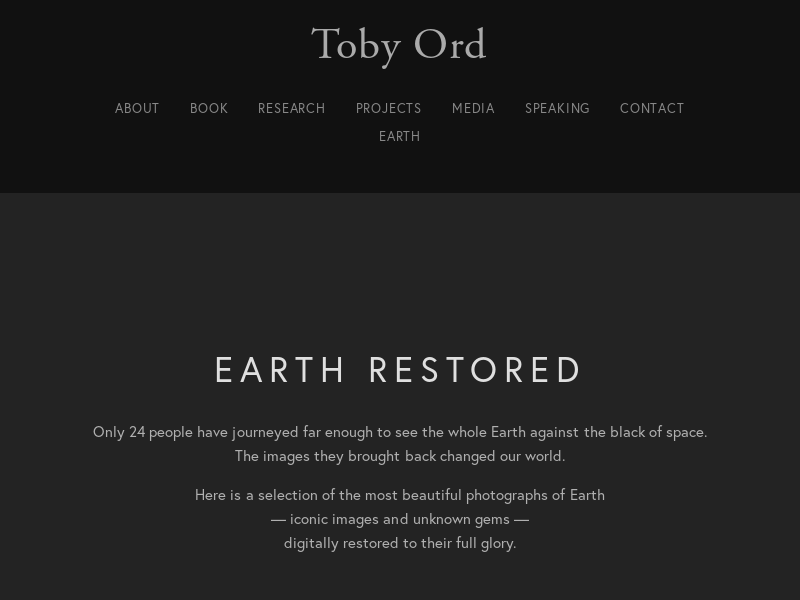 Toby Ord
ABOUT BOOK RESEARCH PROJECTS MEDIA SPEAKING CONTACT
EARTH
EARTH RESTORED
Only 24 people have journeyed far enough to see the whole Earth against the black of space.
The images they brought back changed our world.
Here is a selection of the most beautiful photographs of Earth
— iconic images and unknown gems —
digitally restored to their full glory.